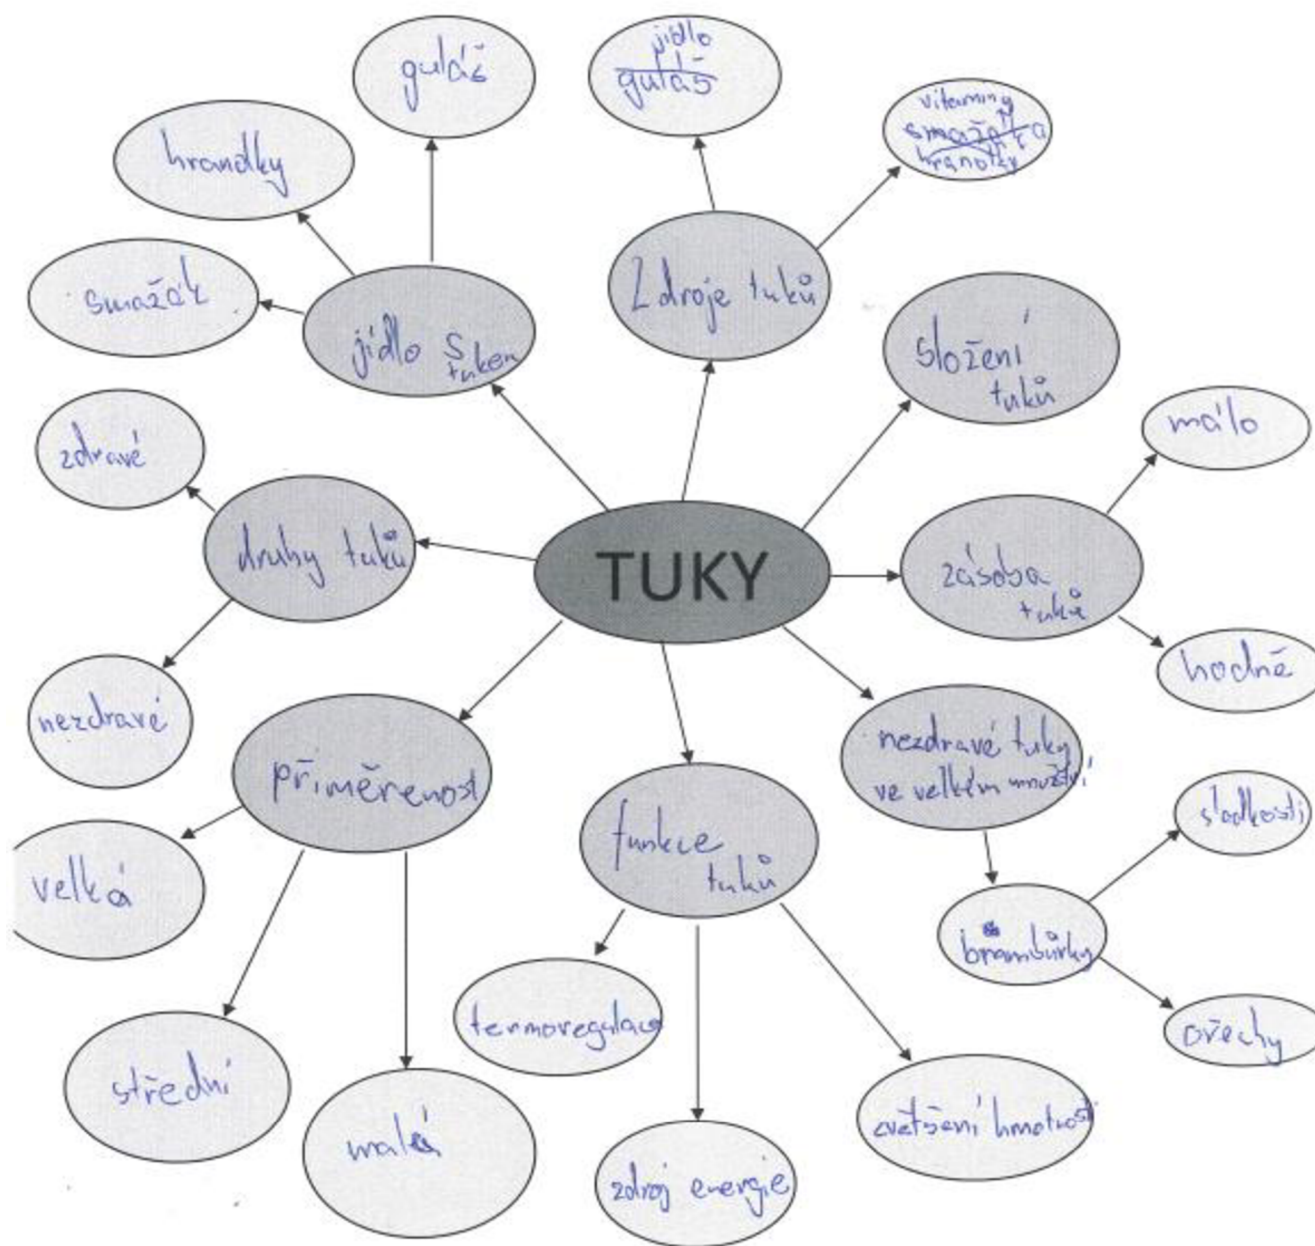 guláš
jídlo
guláš
vitamíny
smažák a
hranolky
hranolky
Zdroje tuků
smažák
jídlo s
tukem
složení
tuků
málo
zdravé
druhy tuků
TUKY
zásoba
tuků
hodně
nezdravé
přiměřenost
nezdravé tuky
ve velkém množství
sladkosti
funkce
tuků
velká
brambůrky
termoregulace
ořechy
střední
malá
zvětšení hmotnosti
zdroj energie